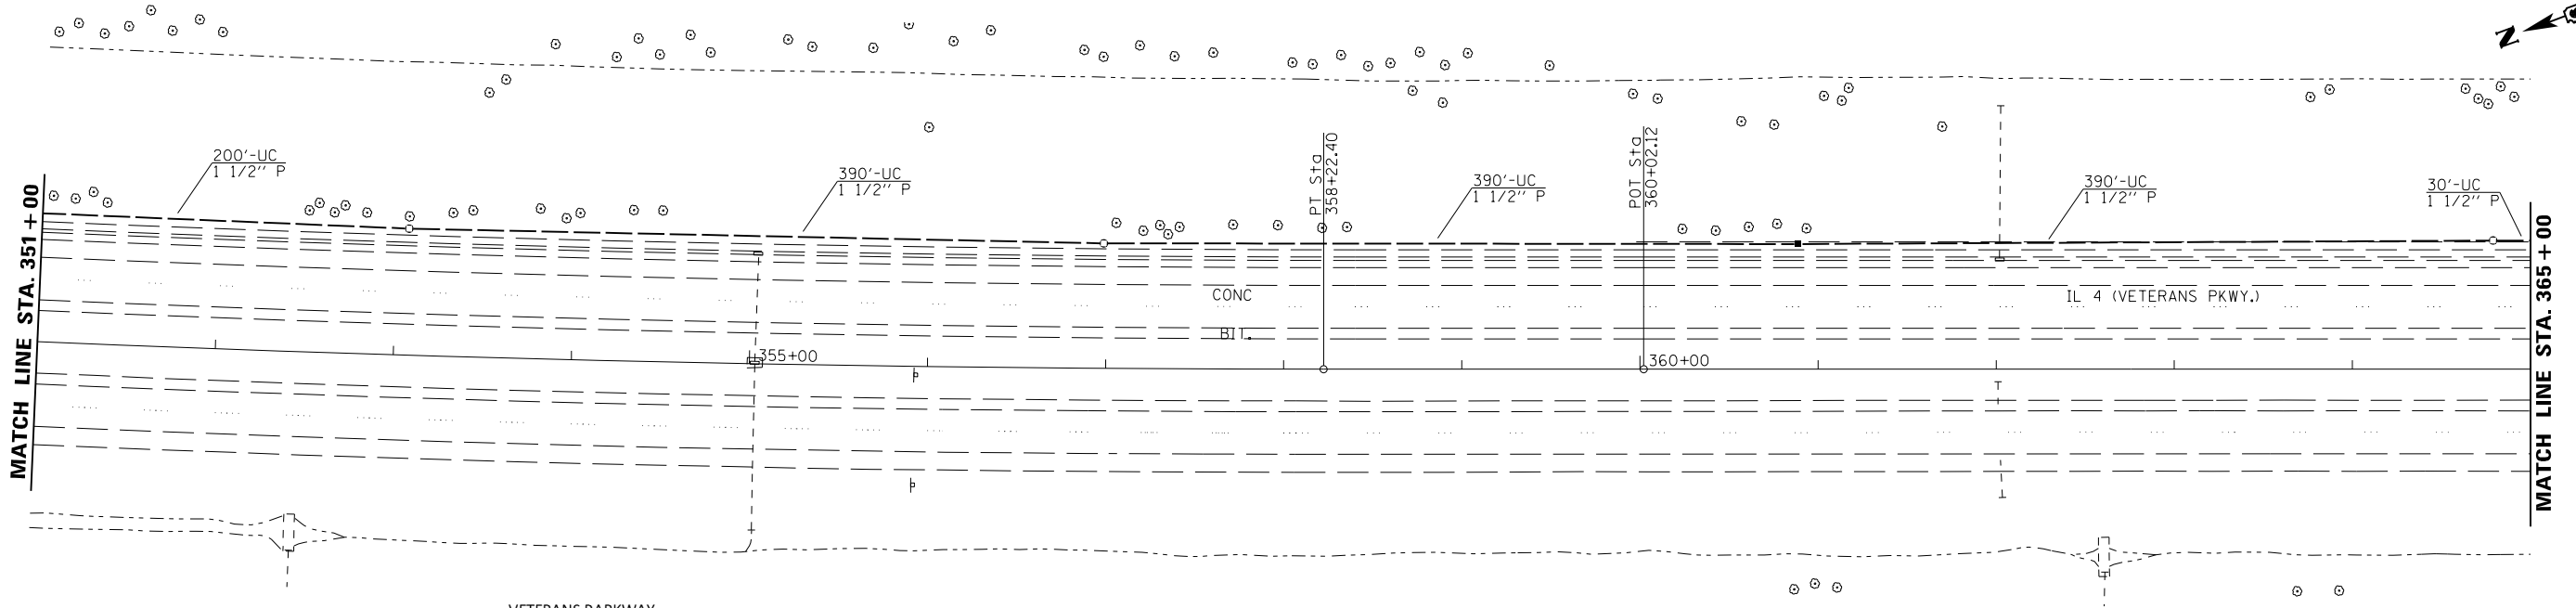 N
200'-UC
1 1/2" P
390'-UC
1 1/2" P
PT Sta
358+22.40
390'-UC
1 1/2" P
POT Sta
360+02.12
390'-UC
1 1/2" P
30'-UC
1 1/2" P
MATCH LINE STA. 351+00
CONC
IL 4 (VETERANS PKWY.)
BIT.
355+00
360+00
MATCH LINE STA. 365+00
VETERANS PARKWAY